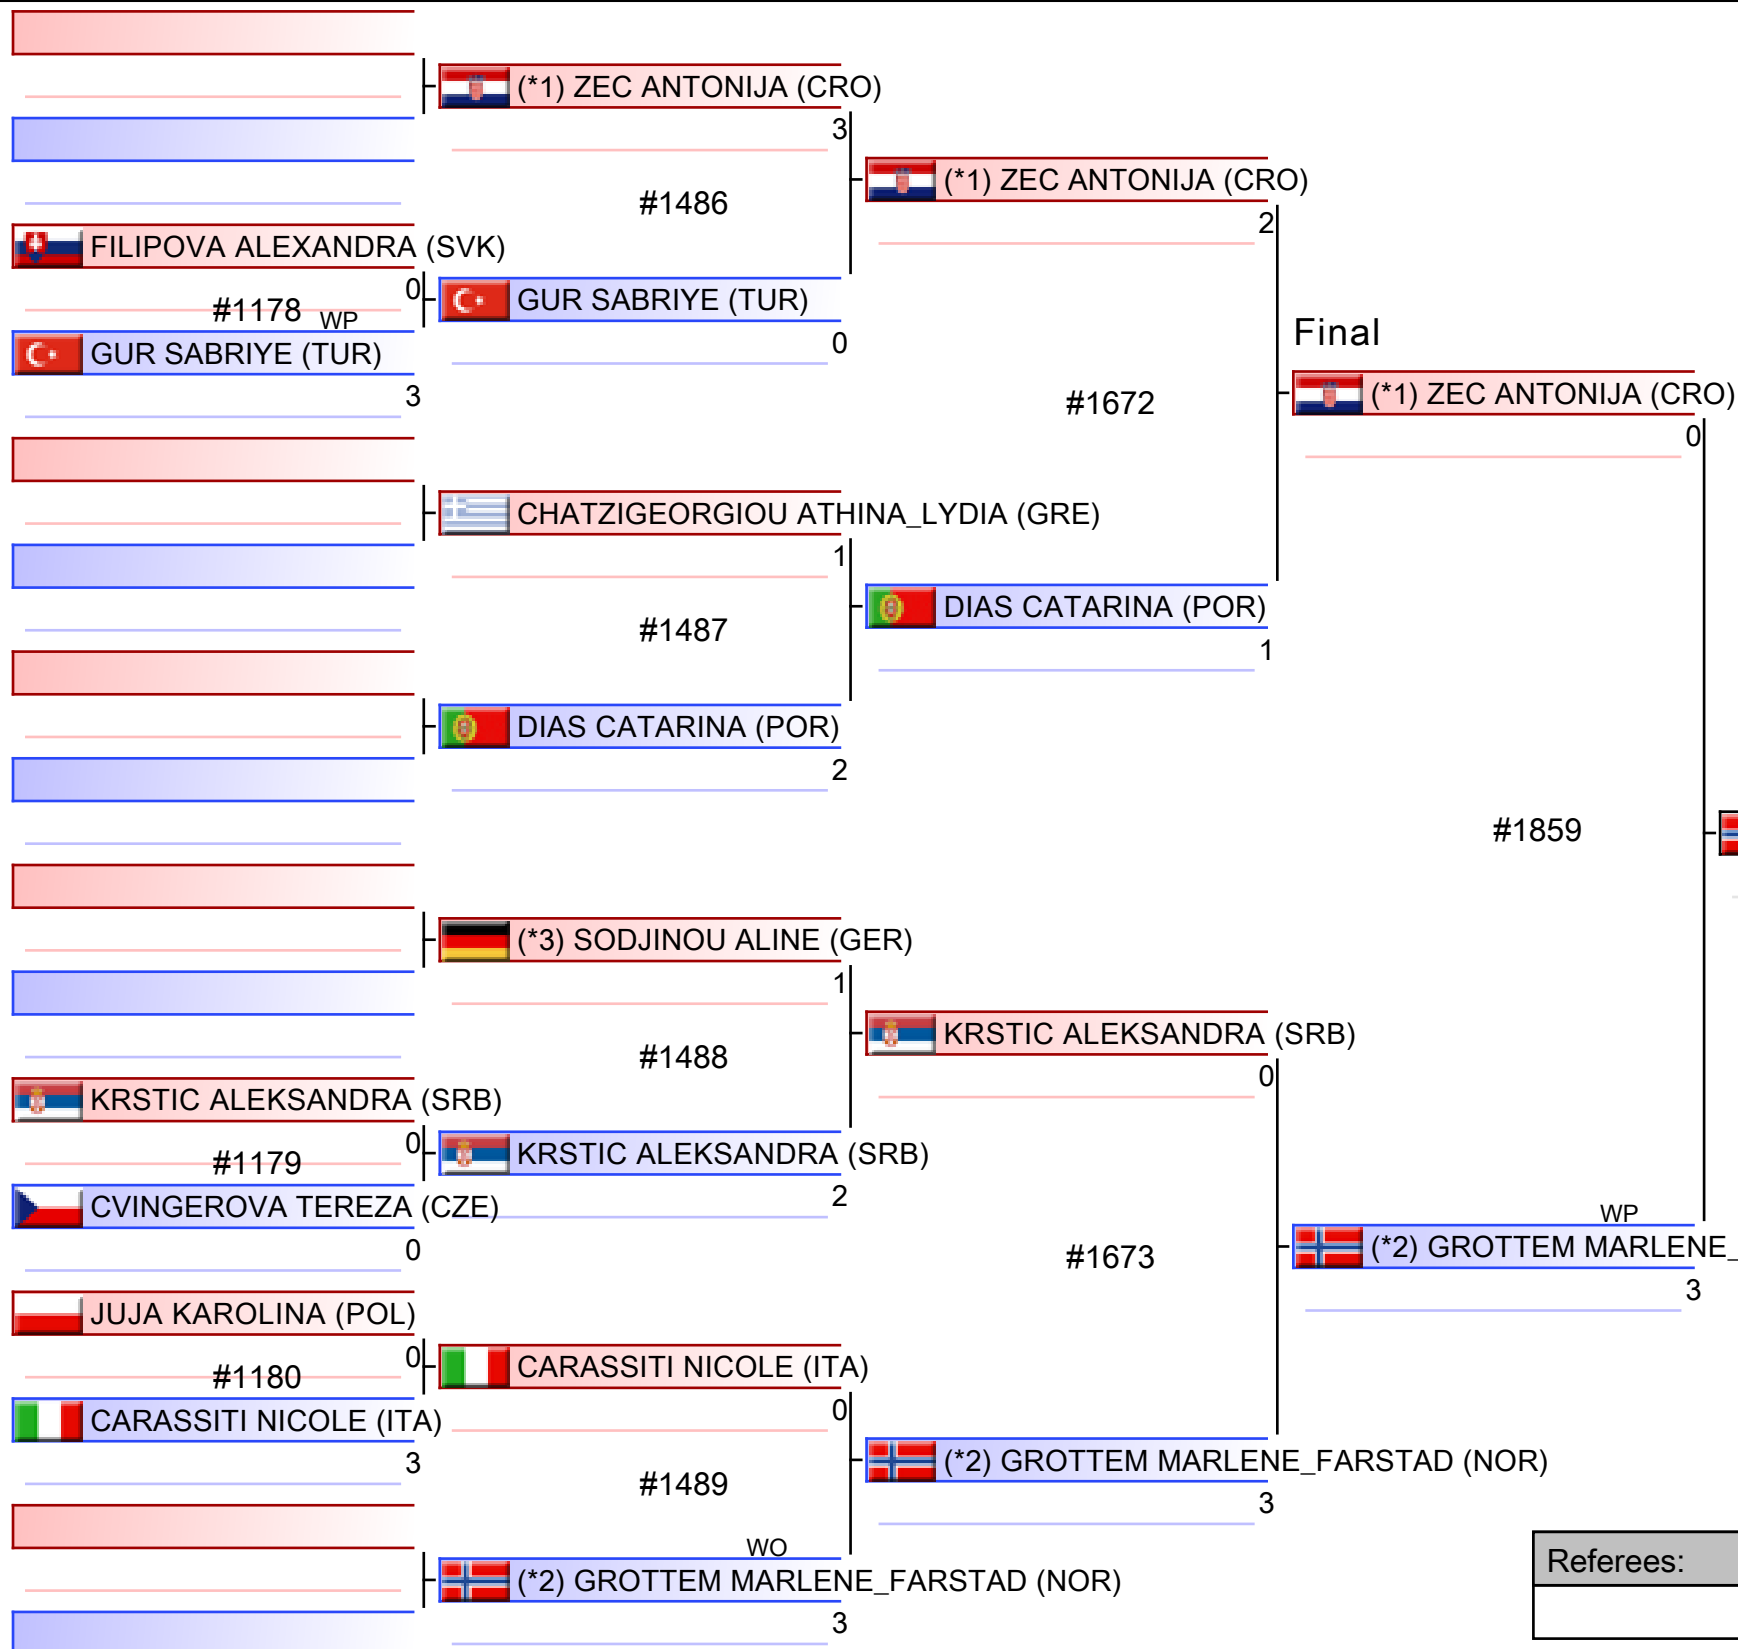 (*1) ZEC ANTONIJA (CRO)
3
(*1) ZEC ANTONIJA (CRO)
#1486
2
FILIPOVA ALEXANDRA (SVK)
0
GUR SABRIYE (TUR)
#1178
WP
Final
GUR SABRIYE (TUR)
0
3
#1672
(*1) ZEC ANTONIJA (CRO)
0
CHATZIGEORGIOU ATHINA_LYDIA (GRE)
1
DIAS CATARINA (POR)
#1487
1
DIAS CATARINA (POR)
2
#1859
(*3) SODJINOU ALINE (GER)
1
KRSTIC ALEKSANDRA (SRB)
#1488
0
KRSTIC ALEKSANDRA (SRB)
0
KRSTIC ALEKSANDRA (SRB)
#1179
CVINGEROVA TEREZA (CZE)
2
WP
0
#1673
(*2) GROTTEM MARLENE_
3
JUJA KAROLINA (POL)
0
CARASSITI NICOLE (ITA)
#1180
CARASSITI NICOLE (ITA)
0
3
(*2) GROTTEM MARLENE_FARSTAD (NOR)
#1489
3
WO
Referees:
(*2) GROTTEM MARLENE_FARSTAD (NOR)
3